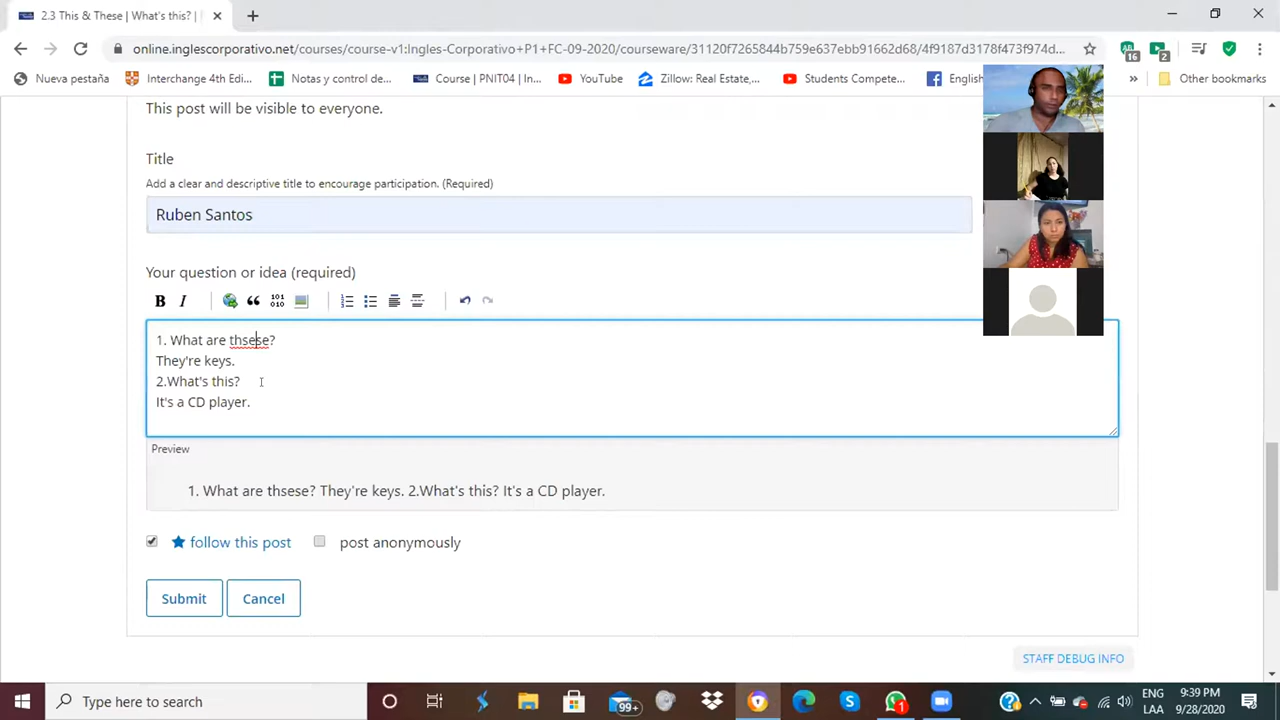 2.3 This & These | What's this? |
online.inglescorporativo.net/courses/course-v1:Ingles-Corporativo+P1+FC-09-2020/courseware/31120f7265844b759e637ebb91662d68/4f9187d3178f473f974d...
16
2
Nueva pestaña
Interchange 4th Edi...
Notas y control de...
Course | PNIT04 | In...
YouTube
Zillow: Real Estate,...
Students Compete...
English
»
Other bookmarks
This post will be visible to everyone.
Title
Add a clear and descriptive title to encourage participation. (Required)
Ruben Santos
Your question or idea (required)
B I
101
010
1. What are thsese?
They're keys.
2.What's this?
It's a CD player.
Preview
1. What are thsese? They're keys. 2.What's this? It's a CD player.
follow this post
post anonymously
Submit
Cancel
STAFF DEBUG INFO
Type here to search
99+
1
ENG
LAA
9:39 PM
9/28/2020